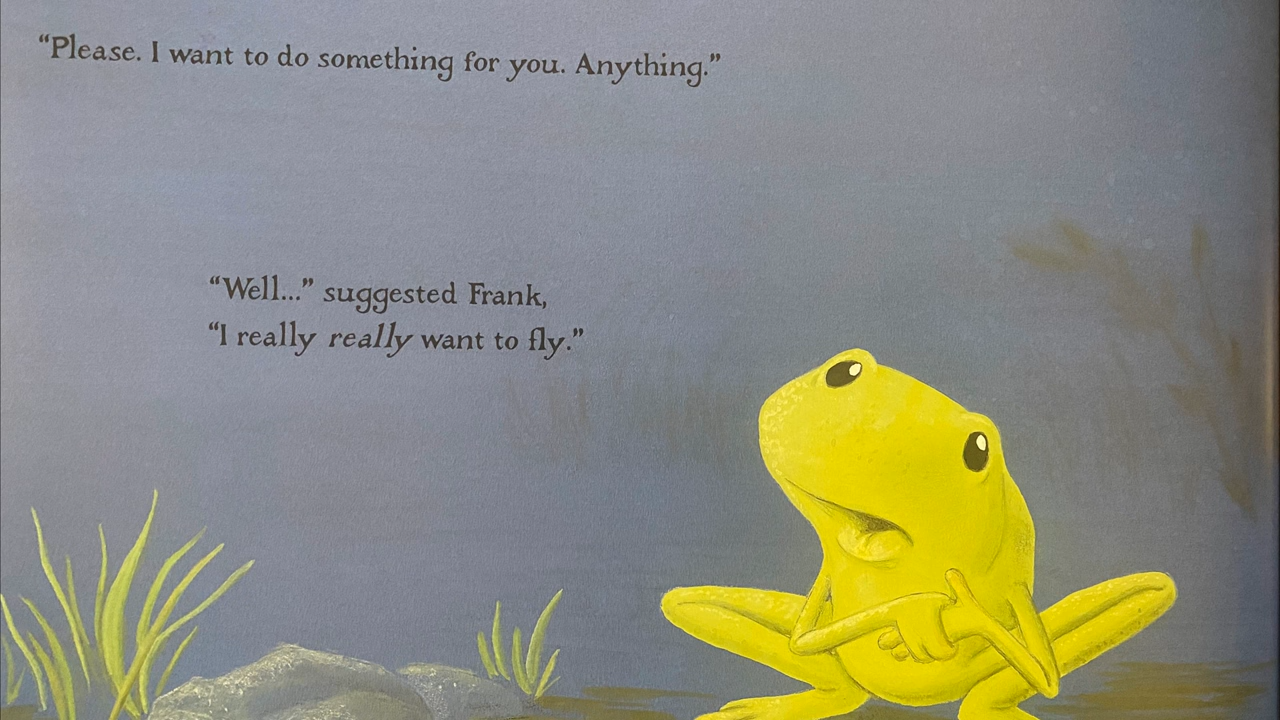 “Please. I want to do something for you. Anything.”
“Well...” suggested Frank,
“I really really want to fly.”